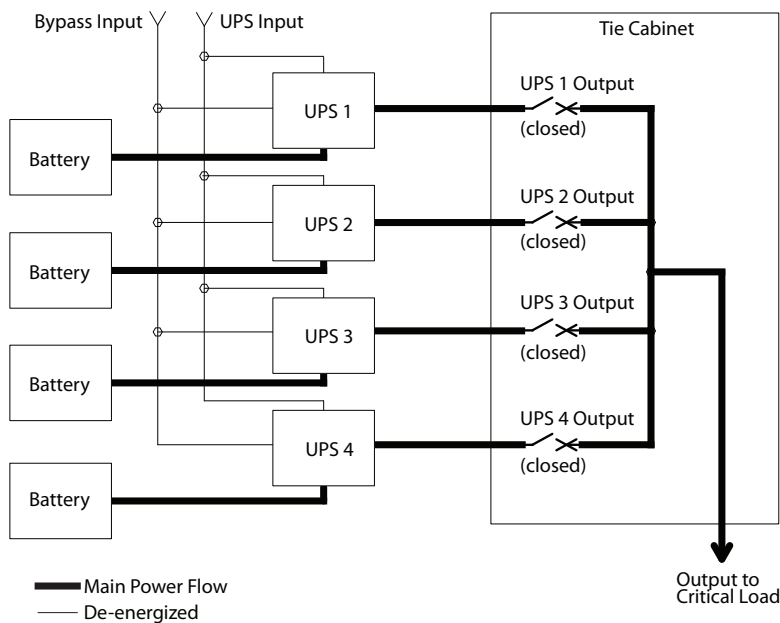 Bypass Input
UPS Input
Tie Cabinet
UPS 1
UPS 1 Output
(closed)
Battery
UPS 2
UPS 2 Output
(closed)
Battery
UPS 3
UPS 3 Output
(closed)
Battery
UPS 4
UPS 4 Output
(closed)
Battery
Main Power Flow
De-energized
Output to
Critical Load